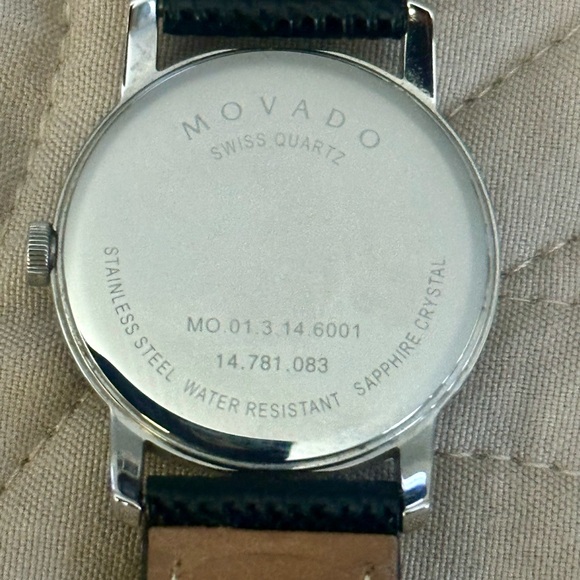 MOVADO
SWISS QUARTZ
MO 01.3.14.6001
14.781.083
STAINLESS STEEL WATER RESISTANT SAPPHIRE CRYSTAL